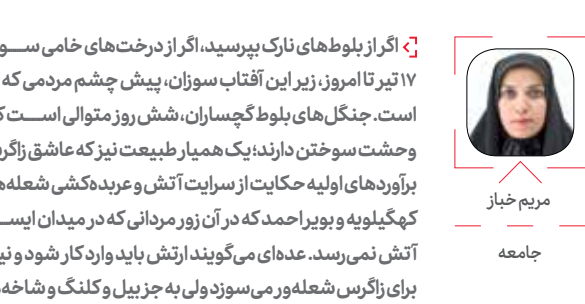 اگر از بلوط‌های نارک بپرسید، اگر از درخت‌های خامی
۱۷ تیر تا امروز، زیر این آفتاب سوزان، پیش چشم مردمی که
است. جنگل‌های بلوط گچساران، شش روز متوالی است
وحشت سوختن دارند؛ یک همیار طبیعت نیز که عاشق
برآوردهای اولیه حکایت از سرایت آتش و عربده‌کشی
کهگیلویه و بویراحمد که در آن زور مردانی که در میدان
آتش نمی‌رسد. عده‌ای می‌گویند ارتش باید وارد کار شود و
برای زاگرس شعله‌ور می‌سوزد ولی به جز بیل و کلنگ و
مریم خباز
جامعه